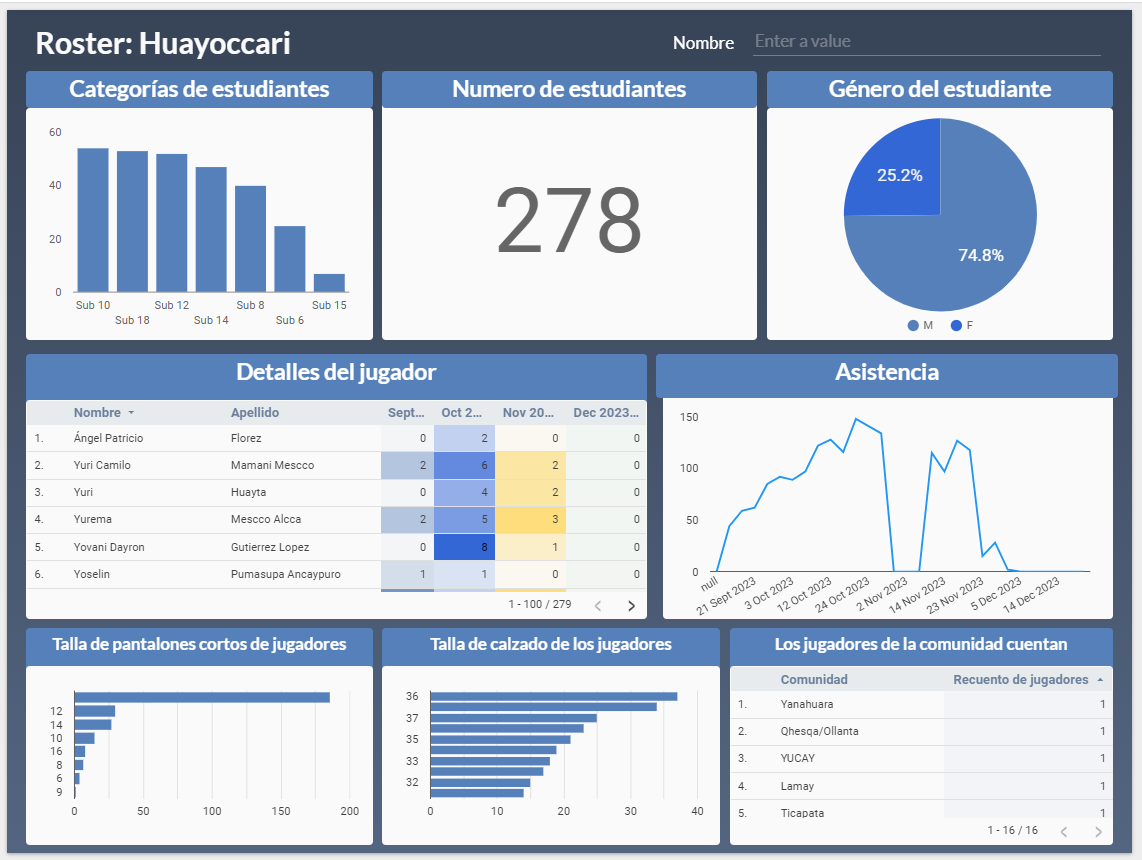 Roster: Huayoccari
Nombre Enter a value
Categorías de estudiantes
60
40
20
0
Sub 10 Sub 12 Sub 8 Sub 15
Sub 18 Sub 14 Sub 6
Numero de estudiantes
278
Género del estudiante
25.2%
74.8%
M F
Detalles del jugador
Nombre Apellido Sept... Oct 2... Nov 20... Dec 2023...
1. Ángel Patricio Florez 0 2 0 0
2. Yuri Camilo Mamani Mescco 2 6 2 0
3. Yuri Huayta 0 4 2 0
4. Yurema Mescco Alcca 2 5 3 0
5. Yovani Dayron Gutierrez Lopez 0 8 1 0
6. Yoselin Pumasupa Ancaypuro 1 1 0 0
1 - 100 / 279
Asistencia
150
100
50
0
null 21 Sept 2023 3 Oct 2023 12 Oct 2023 24 Oct 2023 2 Nov 2023 14 Nov 2023 23 Nov 2023 5 Dec 2023 14 Dec 2023
Talla de pantalones cortos de jugadores
12
14
10
16
8
6
9
0 50 100 150 200
Talla de calzado de los jugadores
36
37
35
33
32
0 10 20 30 40
Los jugadores de la comunidad cuentan
Comunidad Recuento de jugadores
1. Yanahuara 1
2. Qhesqa/Ollanta 1
3. YUCAY 1
4. Lamay 1
5. Ticapata 1
1 - 16 / 16